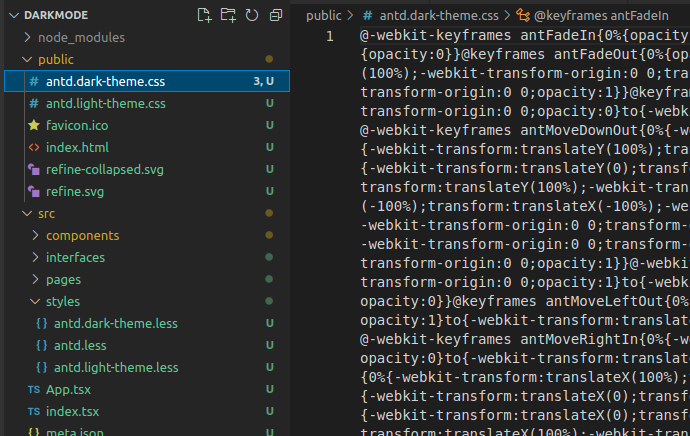 DARKMODE
node_modules
public
antd.dark-theme.css 3, U
antd.light-theme.css U
favicon.ico U
index.html U
refine-collapsed.svg U
refine.svg U
src
components
interfaces
pages
styles
antd.dark-theme.less U
antd.less U
antd.light-theme.less U
TS App.tsx U
TS index.tsx U
meta.json U
public > # antd.dark-theme.css > @keyframes antFadeIn
1 @-webkit-keyframes antFadeIn{0%{opacity
{opacity:0}}@keyframes antFadeOut{0%{opacity
(100%);-webkit-transform-origin:0 0;tran
transform-origin:0 0;opacity:1}}@keyfra
transform-origin:0 0;opacity:0}to{-webk
@-webkit-keyframes antMoveDownOut{0%{-w
{-webkit-transform:translateY(100%);tra
{-webkit-transform:translateY(0);transf
transform:translateY(100%);-webkit-tran
(-100%);transform:translateX(-100%);-we
-webkit-transform-origin:0 0;transform-
-webkit-transform-origin:0 0;transform-
transform-origin:0 0;opacity:1}}@-webki
transform-origin:0 0;opacity:1}to{-webk
opacity:0}}@keyframes antMoveLeftOut{0%
opacity:1}to{-webkit-transform:translat
@-webkit-keyframes antMoveRightIn{0%{-w
opacity:0}to{-webkit-transform:translat
{0%{-webkit-transform:translateX(100%);
{-webkit-transform:translateX(0);transf
{-webkit-transform:translateX(0);transf
transform:translateX(100%);-webkit-tran